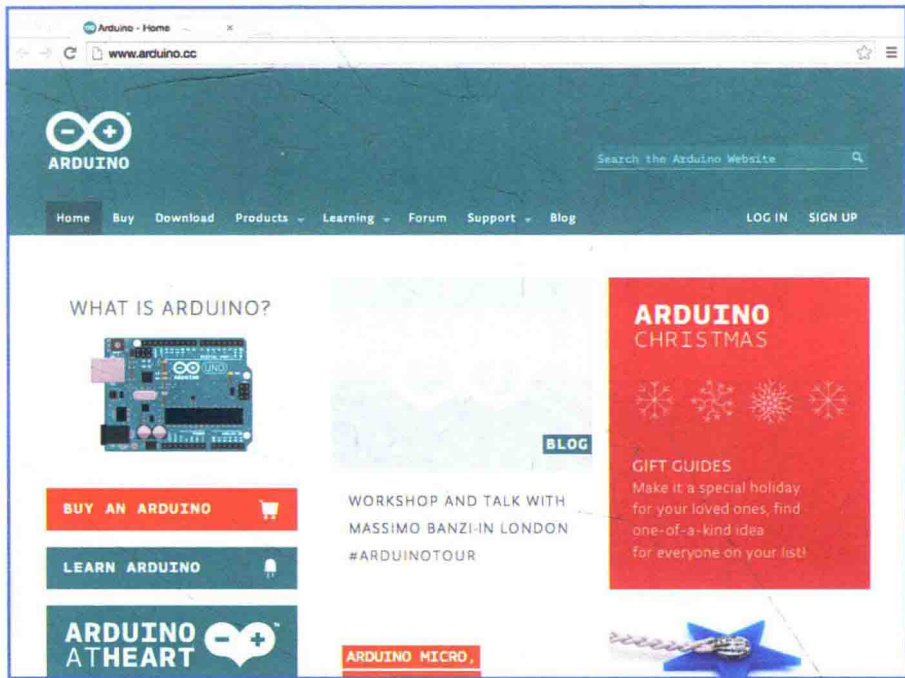 Arduino - Home
www.arduino.cc
ARDUINO
Search the Arduino Website
Home Buy Download Products Learning Forum Support Blog LOG IN SIGN UP
WHAT IS ARDUINO?
ARDUINO UNO
BUY AN ARDUINO
LEARN ARDUINO
ARDUINO
ATHEART
BLOG
WORKSHOP AND TALK WITH
MASSIMO BANZI-IN LONDON
#ARDUINOTOUR
ARDUINO MICRO,
ARDUINO
CHRISTMAS
GIFT GUIDES
Make it a special holiday
for your loved ones, find
one-of-a-kind idea
for everyone on your list!